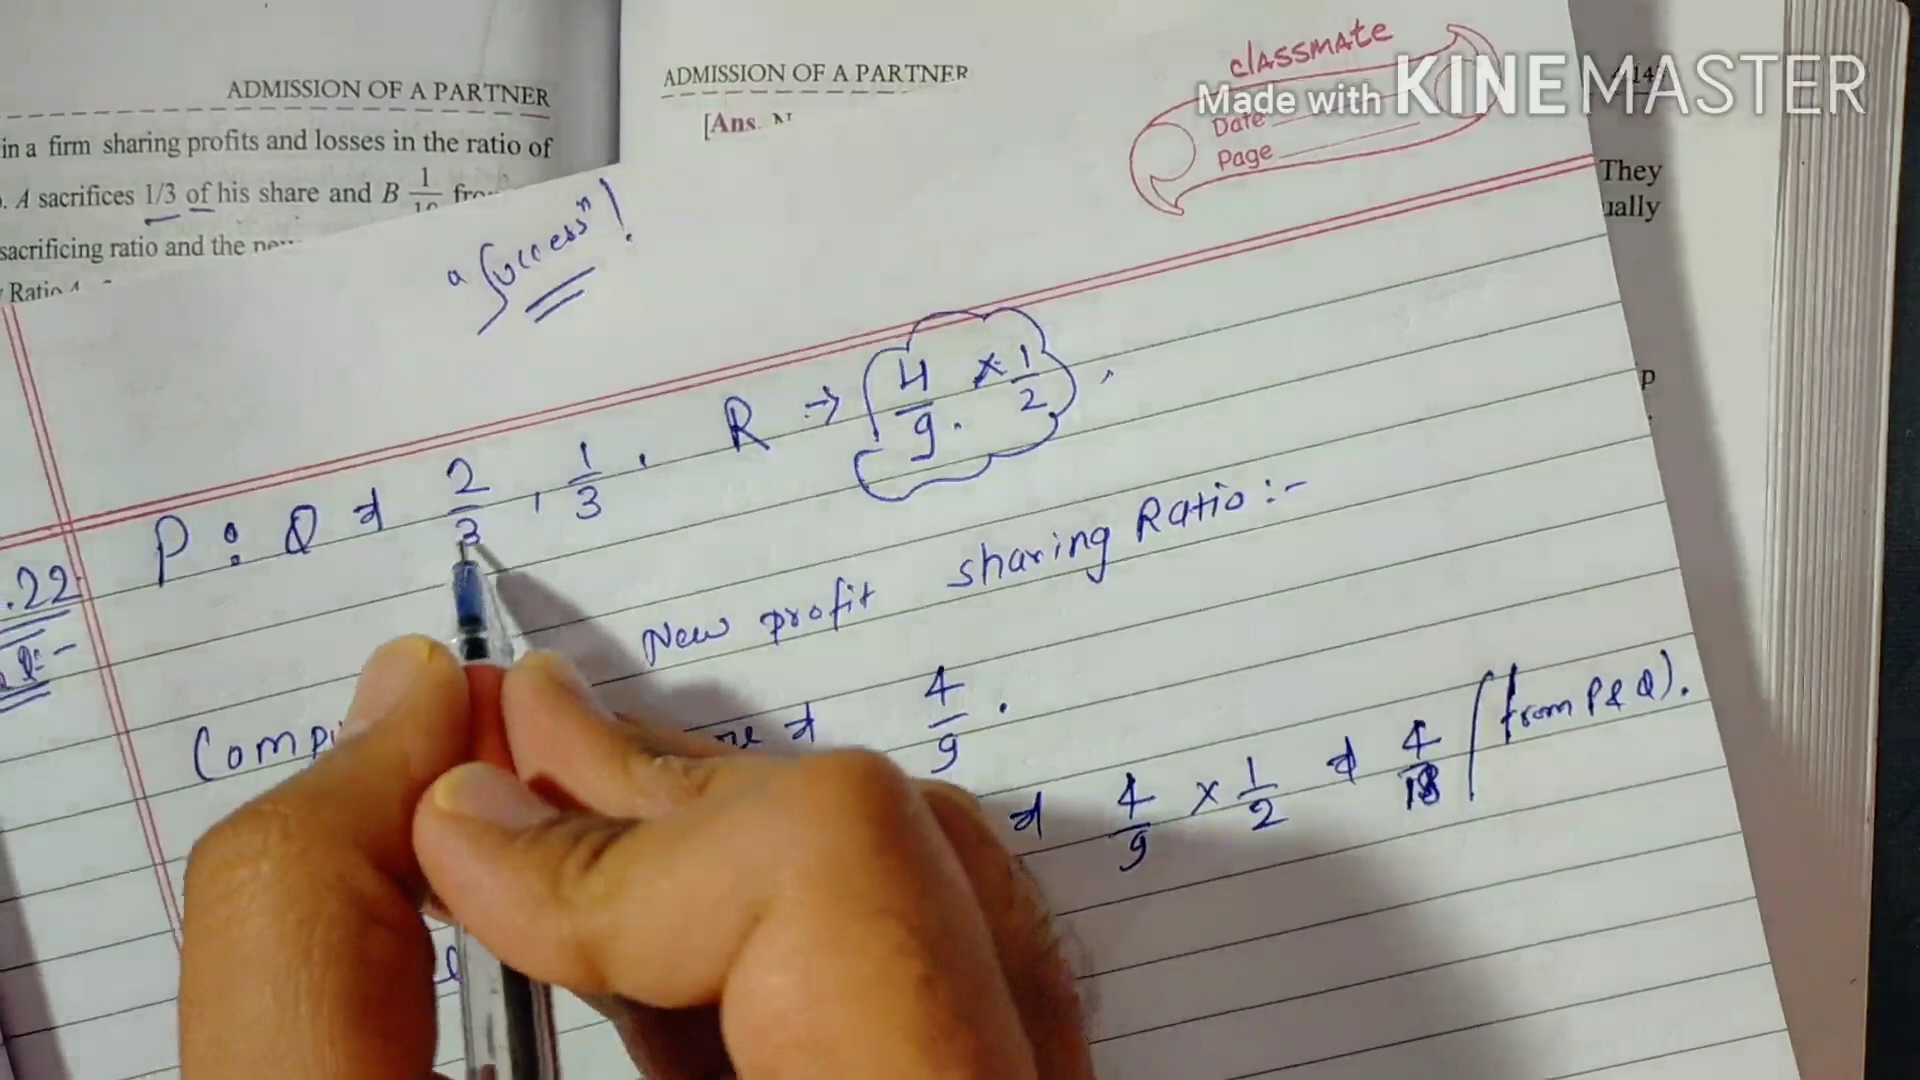 ADMISSION OF A PARTNER
in a firm sharing profits and losses in the ratio of
. A sacrifices 1/3 of his share and B 1/10
sacrificing ratio and the
Ratio
ADMISSION OF A PARTNER
[Ans.
classmate
Date
Page
Made with KINEMASTER
They
ually
p
"Success"!
.22
P : Q → 2/3 , 1/3 . R → 4/9 . × 1/2 ,
New profit sharing Ratio :-
4/9 .
→ 4/9 × 1/2 → 4/18 (from P & Q).